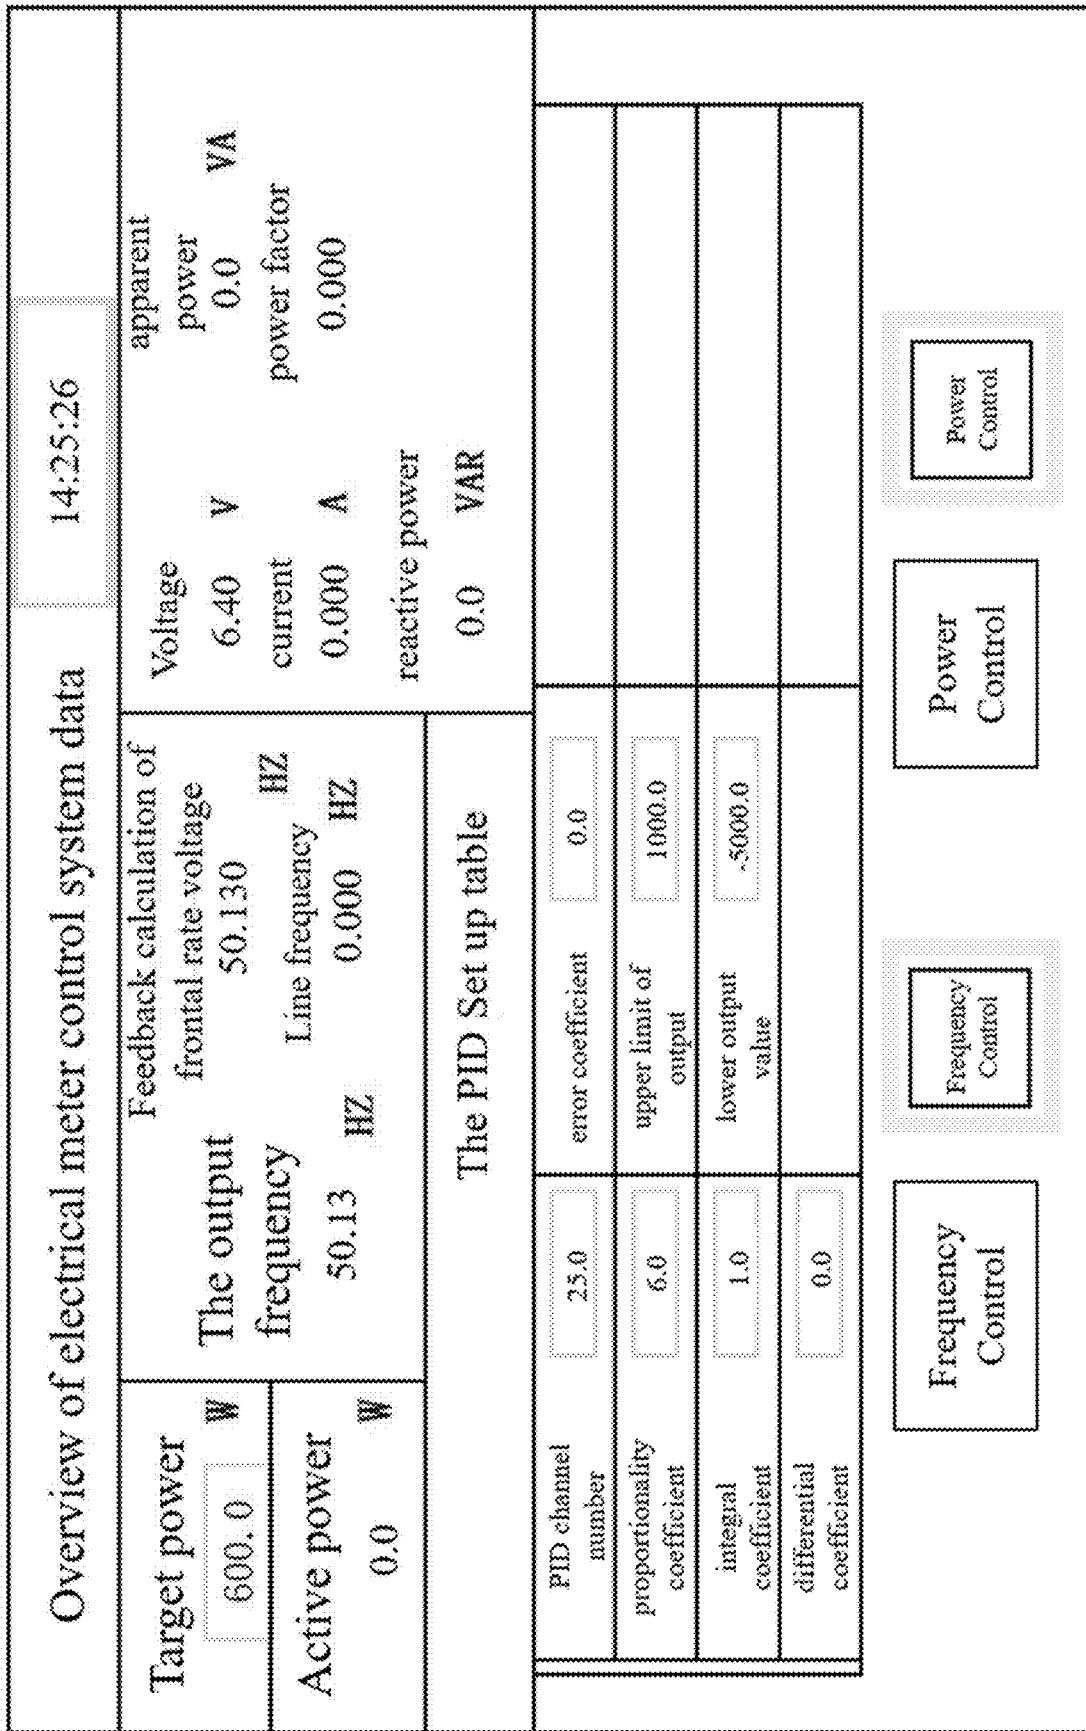 Overview of electrical meter control system data
14:25:26
Target power
600. 0 W
Active power
W
0.0
The output
frequency
HZ
50.13
Feedback calculation of
frontal rate voltage
50.130
HZ
Line frequency
0.000 HZ
Voltage
6.40 V
current
0.000 A
reactive power
0.0 VAR
apparent
power
0.0 VA
power factor
0.000
The PID Set up table
PID channel
number
25.0
error coefficient
0.0
proportionality
coefficient
6.0
upper limit of
output
1000.0
integral
coefficient
1.0
lower output
value
-5000.0
differential
coefficient
0.0
Frequency
Control
Frequency
Control
Power
Control
Power
Control